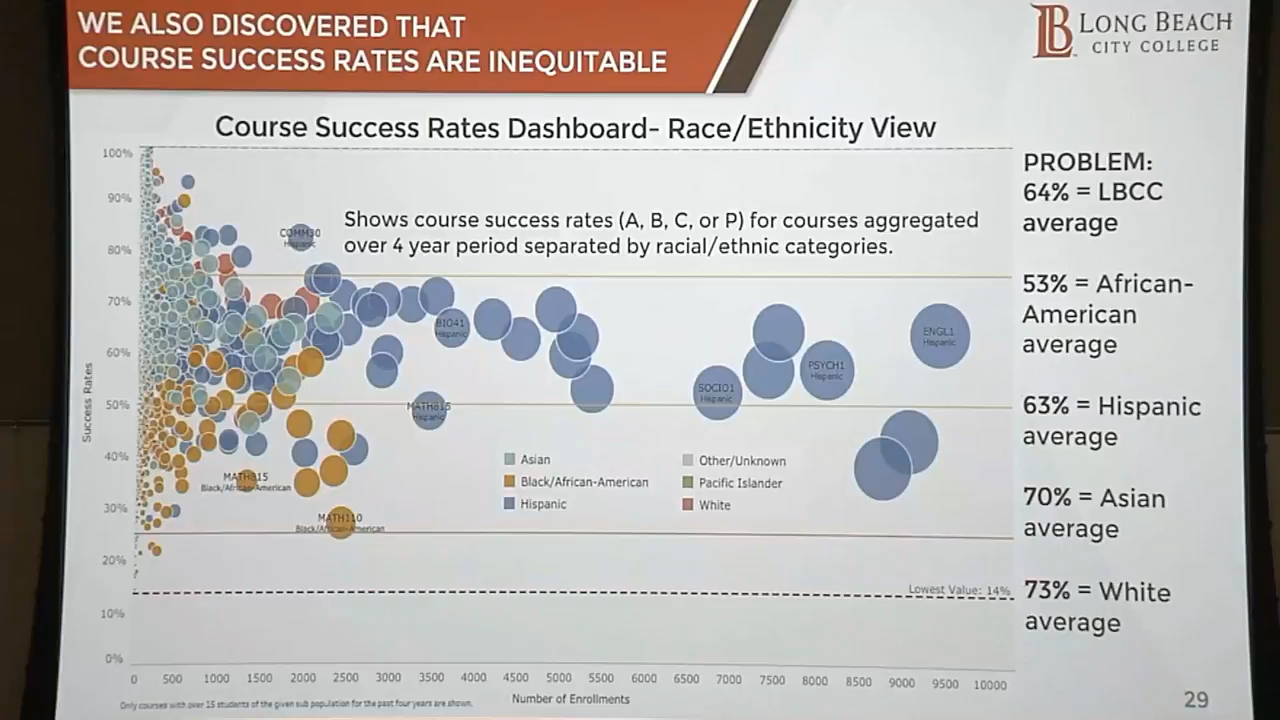 WE ALSO DISCOVERED THAT
COURSE SUCCESS RATES ARE INEQUITABLE
LONG BEACH
CITY COLLEGE
Course Success Rates Dashboard- Race/Ethnicity View
Shows course success rates (A, B, C, or P) for courses aggregated
over 4 year period separated by racial/ethnic categories.
Success Rates
100%
90%
80%
70%
60%
50%
40%
30%
20%
10%
0%
COMM30
Hispanic
BIO41
Hispanic
MATH815
Hispanic
SOCIO1
Hispanic
PSYCH1
Hispanic
ENGL1
Hispanic
MATH815
Black/African-American
MATH110
Black/African-American
Asian
Black/African-American
Hispanic
Other/Unknown
Pacific Islander
White
Lowest Value: 14%
0 500 1000 1500 2000 2500 3000 3500 4000 4500 5000 5500 6000 6500 7000 7500 8000 8500 9000 9500 10000
Number of Enrollments
Only courses with over 15 students of the given sub population for the past four years are shown.
PROBLEM:
64% = LBCC
average
53% = African-
American
average
63% = Hispanic
average
70% = Asian
average
73% = White
average
29